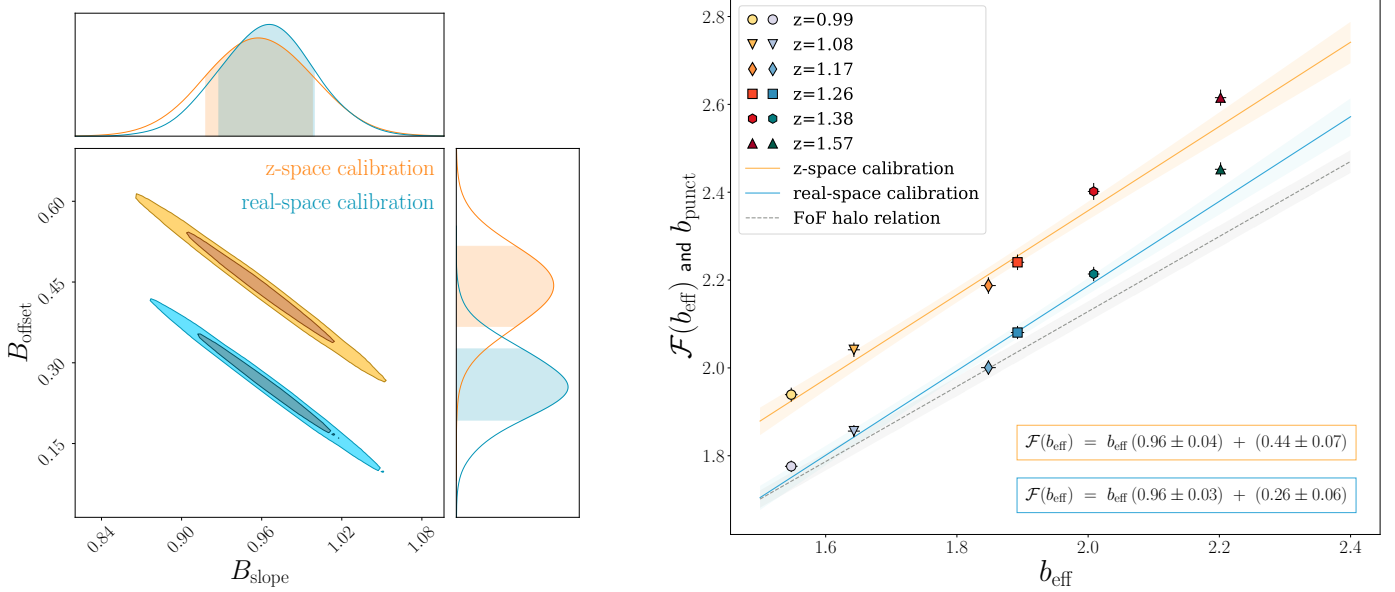 z-space calibration
real-space calibration
0.60
0.45
0.30
0.15
B_offset
0.84
0.90
0.96
1.02
1.08
B_slope
z=0.99
z=1.08
z=1.17
z=1.26
z=1.38
z=1.57
z-space calibration
real-space calibration
FoF halo relation
2.8
2.6
2.4
2.2
2.0
1.8
ℱ(b_eff) and b_punct
ℱ(b_eff) = b_eff (0.96 ± 0.04) + (0.44 ± 0.07)
ℱ(b_eff) = b_eff (0.96 ± 0.03) + (0.26 ± 0.06)
1.6
1.8
2.0
2.2
2.4
b_eff